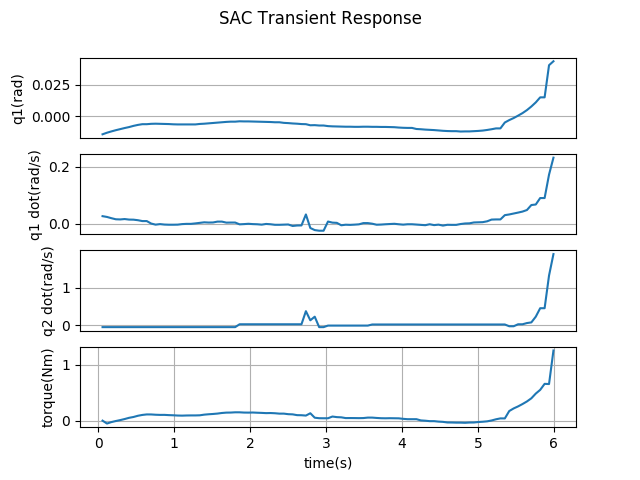 SAC Transient Response
q1(rad)
0.025
0.000
q1 dot(rad/s)
0.2
0.0
q2 dot(rad/s)
1
0
torque(Nm)
1
0
0 1 2 3 4 5 6
time(s)